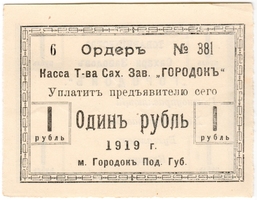 6 Ордеръ № 381
Касса Т-ва Сах. Зав. „ГОРОДОКЪ“
Уплатитъ предъявителю сего
1 рубль Одинъ рубль 1 рубль
1919 г.
м. Городокъ Под. Губ.